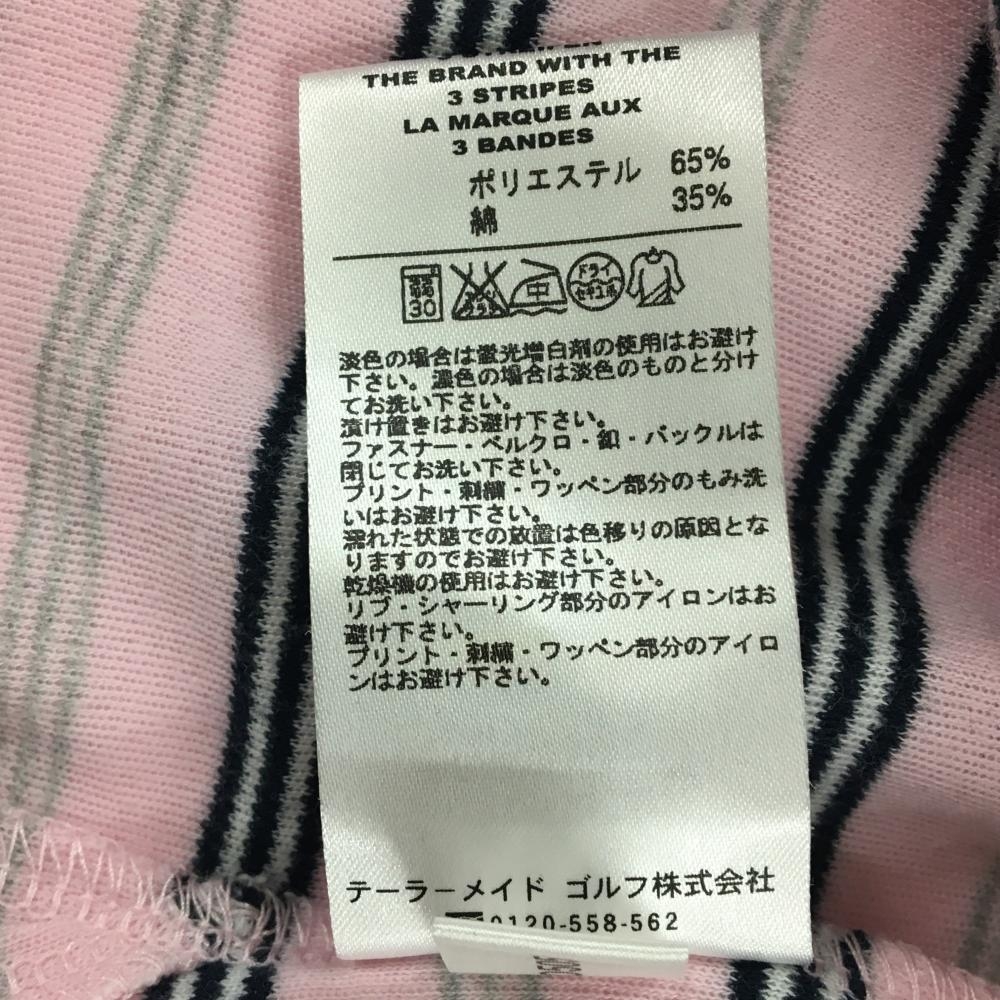 THE BRAND WITH THE
3 STRIPES
LA MARQUE AUX
3 BANDES
ポリエステル 65%
綿 35%
30 中 ドライ セキユ系
淡色の場合は蛍光増白剤の使用はお避け
下さい。濃色の場合は淡色のものと分け
てお洗い下さい。
漬け置きはお避け下さい。
ファスナー・ベルクロ・釦・バックルは
閉じてお洗い下さい。
プリント・刺繍・ワッペン部分のもみ洗
いはお避け下さい。
濡れた状態での放置は色移りの原因とな
りますのでお避け下さい。
乾燥機の使用はお避け下さい。
リブ・シャーリング部分のアイロンはお
避け下さい。
プリント・刺繍・ワッペン部分のアイロ
ンはお避け下さい。
テーラーメイド ゴルフ株式会社
0120-558-562